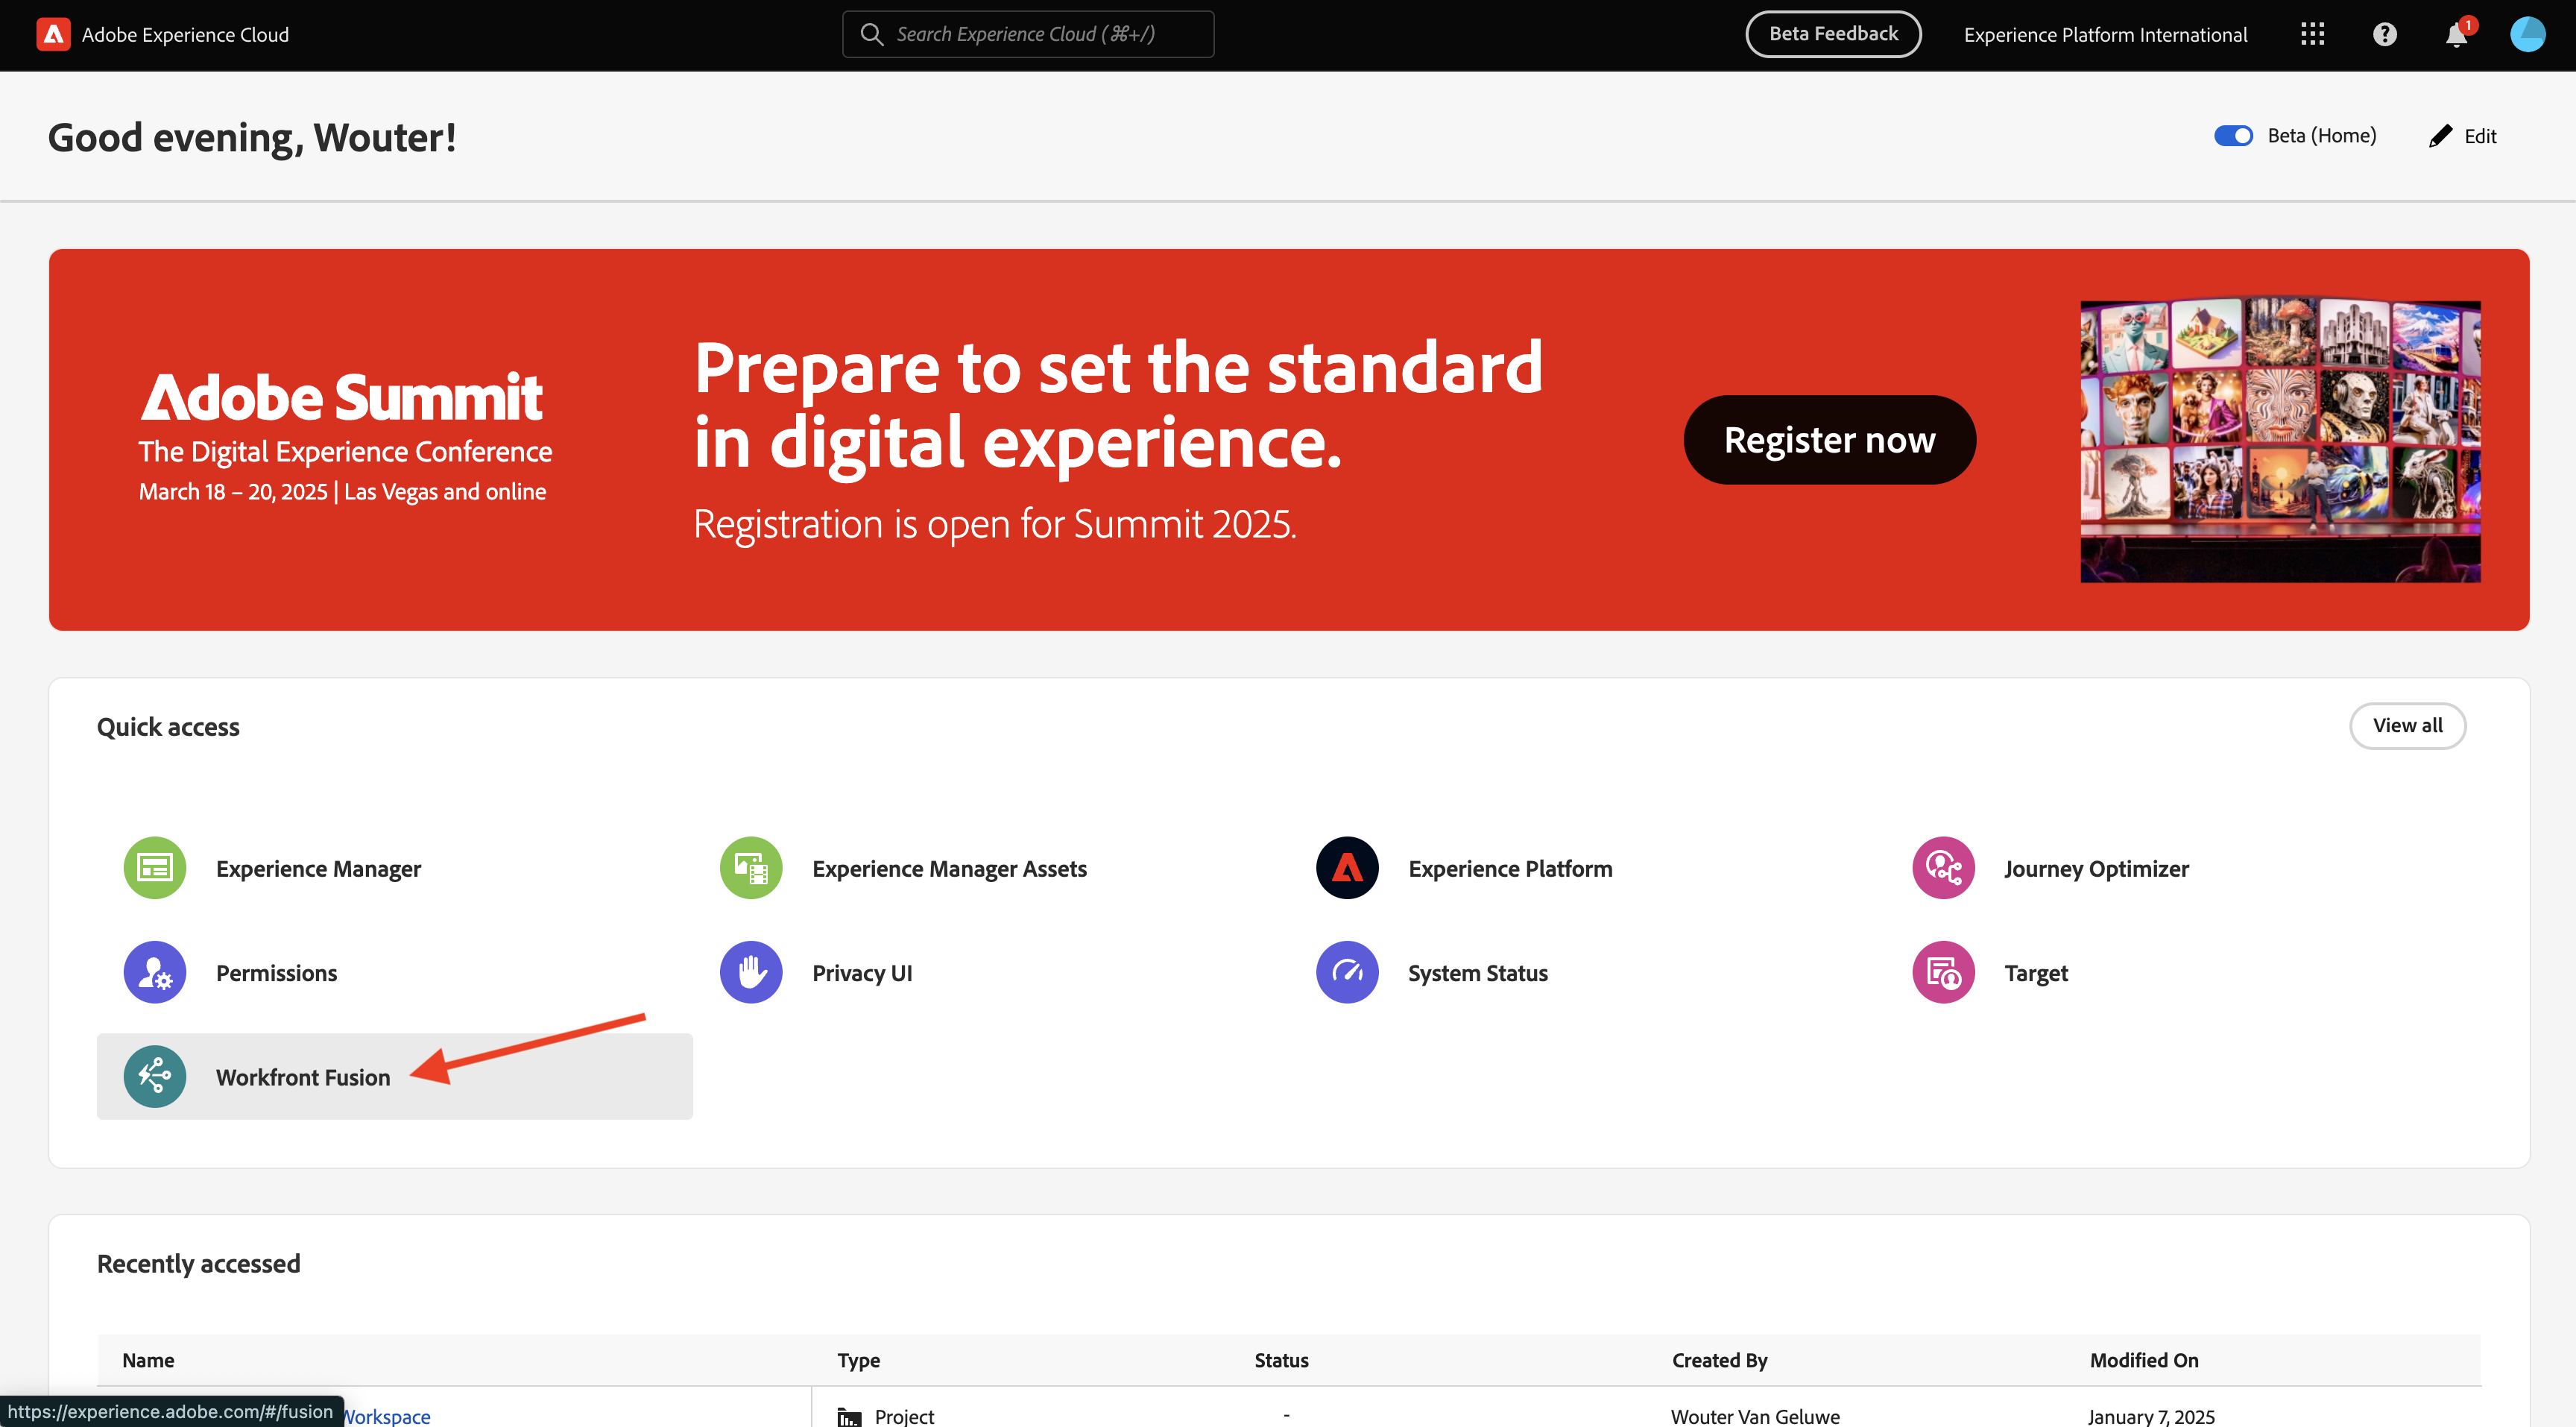 Adobe Experience Cloud
Search Experience Cloud (⌘+/)
Beta Feedback
Experience Platform International
1
Good evening, Wouter!
Beta (Home)
Edit
Adobe Summit
The Digital Experience Conference
March 18 – 20, 2025 | Las Vegas and online
Prepare to set the standard
in digital experience.
Registration is open for Summit 2025.
Register now
Quick access
View all
Experience Manager
Experience Manager Assets
Experience Platform
Journey Optimizer
Permissions
Privacy UI
System Status
Target
Workfront Fusion
Recently accessed
Name
Type
Status
Created By
Modified On
Workspace
Project
-
Wouter Van Geluwe
January 7, 2025
https://experience.adobe.com/#/fusion